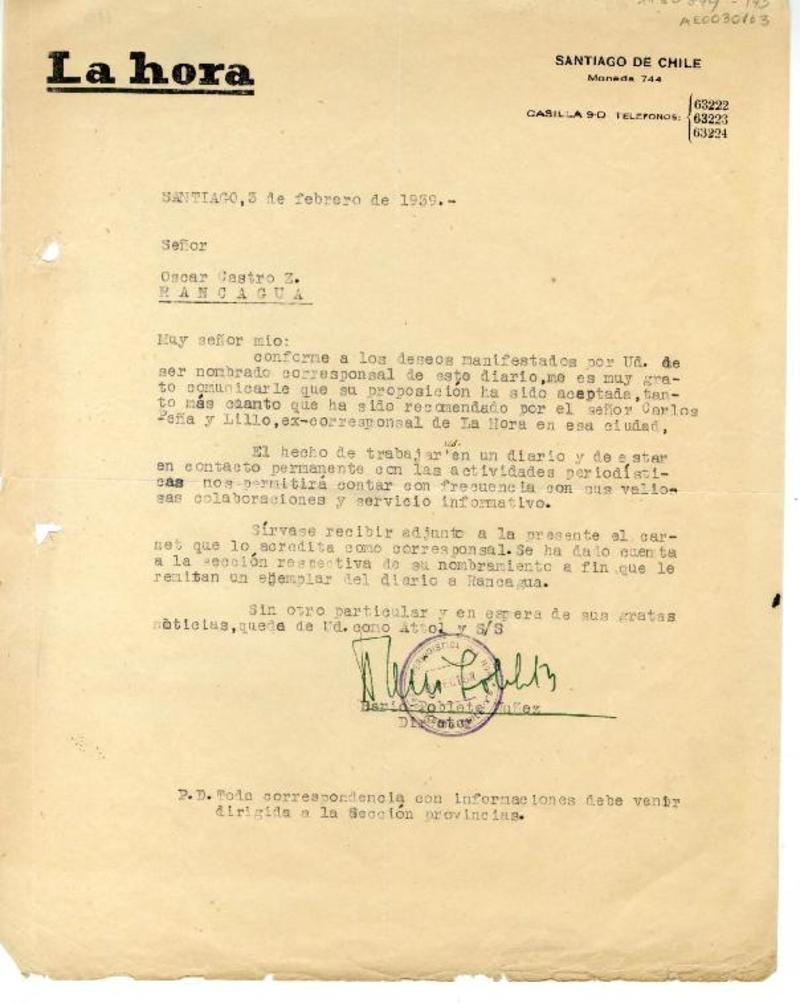 AE0030163
La hora
SANTIAGO DE CHILE
Moneda 744
CASILLA 9-D TELEFONOS:
63222
63223
63224
SANTIAGO,3 de febrero de 1939.-
Señor
Oscar Castro Z.
RANCAGUA
Muy señor mio:
conforme a los deseos manifestados por Ud. de
ser nombrado corresponsal de este diario,me es muy gra-
to comunicarle que su proposición ha sido aceptada,tan-
to más cuanto que ha sido recomendado por el señor Carlos
Peña y Lillo,ex-corresponsal de La Hora en esa ciudad,
El hecho de trabajar ud. en un diario y de estar
en contacto permanente con las actividades periodísti-
cas nos permitirá contar con frecuencia con sus valio-
sas colaboraciones y servicio informativo.
Sírvase recibir adjunto a la presente el car-
net que lo acredita como corresponsal.Se ha dado cuenta
a la sección respectiva de su nombramiento a fin que le
remitan un ejemplar del diario a Rancagua.
Sin otro particular y en espera de sus gratas
noticias,queda de Ud.como Attol y S/S
Dario Poblete Nuñez
Director
P.D.Toda correspondencia con informaciones debe venir
dirigida a la Sección provincias.